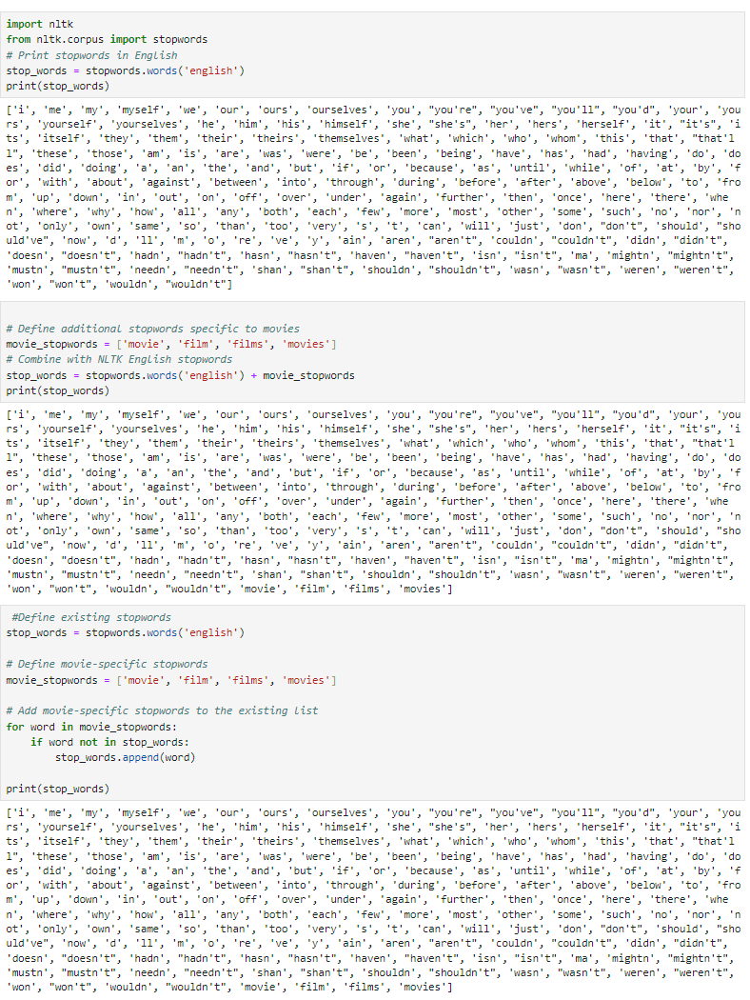 import nltk
from nltk.corpus import stopwords
# Print stopwords in English
stop_words = stopwords.words('english')
print(stop_words)
['i', 'me', 'my', 'myself', 'we', 'our', 'ours', 'ourselves', 'you', "you're", "you've", "you'll", "you'd", 'your', 'you
rs', 'yourself', 'yourselves', 'he', 'him', 'his', 'himself', 'she', "she's", 'her', 'hers', 'herself', 'it', "it's", 'i
ts', 'itself', 'they', 'them', 'their', 'theirs', 'themselves', 'what', 'which', 'who', 'whom', 'this', 'that', "that'l
l", 'these', 'those', 'am', 'is', 'are', 'was', 'were', 'be', 'been', 'being', 'have', 'has', 'had', 'having', 'do', 'do
es', 'did', 'doing', 'a', 'an', 'the', 'and', 'but', 'if', 'or', 'because', 'as', 'until', 'while', 'of', 'at', 'by', 'f
or', 'with', 'about', 'against', 'between', 'into', 'through', 'during', 'before', 'after', 'above', 'below', 'to', 'fro
m', 'up', 'down', 'in', 'out', 'on', 'off', 'over', 'under', 'again', 'further', 'then', 'once', 'here', 'there', 'whe
n', 'where', 'why', 'how', 'all', 'any', 'both', 'each', 'few', 'more', 'most', 'other', 'some', 'such', 'no', 'nor', 'n
ot', 'only', 'own', 'same', 'so', 'than', 'too', 'very', 's', 't', 'can', 'will', 'just', 'don', "don't", 'should', "sho
uld've", 'now', 'd', 'll', 'm', 'o', 're', 've', 'y', 'ain', 'aren', "aren't", 'couldn', "couldn't", 'didn', "didn't",
'doesn', "doesn't", 'hadn', "hadn't", 'hasn', "hasn't", 'haven', "haven't", 'isn', "isn't", 'ma', 'mightn', "mightn't",
'mustn', "mustn't", 'needn', "needn't", 'shan', "shan't", 'shouldn', "shouldn't", 'wasn', "wasn't", 'weren', "weren't",
'won', "won't", 'wouldn', "wouldn't"]
# Define additional stopwords specific to movies
movie_stopwords = ['movie', 'film', 'films', 'movies']
# Combine with NLTK English stopwords
stop_words = stopwords.words('english') + movie_stopwords
print(stop_words)
['i', 'me', 'my', 'myself', 'we', 'our', 'ours', 'ourselves', 'you', "you're", "you've", "you'll", "you'd", 'your', 'you
rs', 'yourself', 'yourselves', 'he', 'him', 'his', 'himself', 'she', "she's", 'her', 'hers', 'herself', 'it', "it's", 'i
ts', 'itself', 'they', 'them', 'their', 'theirs', 'themselves', 'what', 'which', 'who', 'whom', 'this', 'that', "that'l
l", 'these', 'those', 'am', 'is', 'are', 'was', 'were', 'be', 'been', 'being', 'have', 'has', 'had', 'having', 'do', 'do
es', 'did', 'doing', 'a', 'an', 'the', 'and', 'but', 'if', 'or', 'because', 'as', 'until', 'while', 'of', 'at', 'by', 'f
or', 'with', 'about', 'against', 'between', 'into', 'through', 'during', 'before', 'after', 'above', 'below', 'to', 'fro
m', 'up', 'down', 'in', 'out', 'on', 'off', 'over', 'under', 'again', 'further', 'then', 'once', 'here', 'there', 'whe
n', 'where', 'why', 'how', 'all', 'any', 'both', 'each', 'few', 'more', 'most', 'other', 'some', 'such', 'no', 'nor', 'n
ot', 'only', 'own', 'same', 'so', 'than', 'too', 'very', 's', 't', 'can', 'will', 'just', 'don', "don't", 'should', "sho
uld've", 'now', 'd', 'll', 'm', 'o', 're', 've', 'y', 'ain', 'aren', "aren't", 'couldn', "couldn't", 'didn', "didn't",
'doesn', "doesn't", 'hadn', "hadn't", 'hasn', "hasn't", 'haven', "haven't", 'isn', "isn't", 'ma', 'mightn', "mightn't",
'mustn', "mustn't", 'needn', "needn't", 'shan', "shan't", 'shouldn', "shouldn't", 'wasn', "wasn't", 'weren', "weren't",
'won', "won't", 'wouldn', "wouldn't", 'movie', 'film', 'films', 'movies']
#Define existing stopwords
stop_words = stopwords.words('english')
# Define movie-specific stopwords
movie_stopwords = ['movie', 'film', 'films', 'movies']
# Add movie-specific stopwords to the existing list
for word in movie_stopwords:
    if word not in stop_words:
        stop_words.append(word)
print(stop_words)
['i', 'me', 'my', 'myself', 'we', 'our', 'ours', 'ourselves', 'you', "you're", "you've", "you'll", "you'd", 'your', 'you
rs', 'yourself', 'yourselves', 'he', 'him', 'his', 'himself', 'she', "she's", 'her', 'hers', 'herself', 'it', "it's", 'i
ts', 'itself', 'they', 'them', 'their', 'theirs', 'themselves', 'what', 'which', 'who', 'whom', 'this', 'that', "that'l
l", 'these', 'those', 'am', 'is', 'are', 'was', 'were', 'be', 'been', 'being', 'have', 'has', 'had', 'having', 'do', 'do
es', 'did', 'doing', 'a', 'an', 'the', 'and', 'but', 'if', 'or', 'because', 'as', 'until', 'while', 'of', 'at', 'by', 'f
or', 'with', 'about', 'against', 'between', 'into', 'through', 'during', 'before', 'after', 'above', 'below', 'to', 'fro
m', 'up', 'down', 'in', 'out', 'on', 'off', 'over', 'under', 'again', 'further', 'then', 'once', 'here', 'there', 'whe
n', 'where', 'why', 'how', 'all', 'any', 'both', 'each', 'few', 'more', 'most', 'other', 'some', 'such', 'no', 'nor', 'n
ot', 'only', 'own', 'same', 'so', 'than', 'too', 'very', 's', 't', 'can', 'will', 'just', 'don', "don't", 'should', "sho
uld've", 'now', 'd', 'll', 'm', 'o', 're', 've', 'y', 'ain', 'aren', "aren't", 'couldn', "couldn't", 'didn', "didn't",
'doesn', "doesn't", 'hadn', "hadn't", 'hasn', "hasn't", 'haven', "haven't", 'isn', "isn't", 'ma', 'mightn', "mightn't",
'mustn', "mustn't", 'needn', "needn't", 'shan', "shan't", 'shouldn', "shouldn't", 'wasn', "wasn't", 'weren', "weren't",
'won', "won't", 'wouldn', "wouldn't", 'movie', 'film', 'films', 'movies']